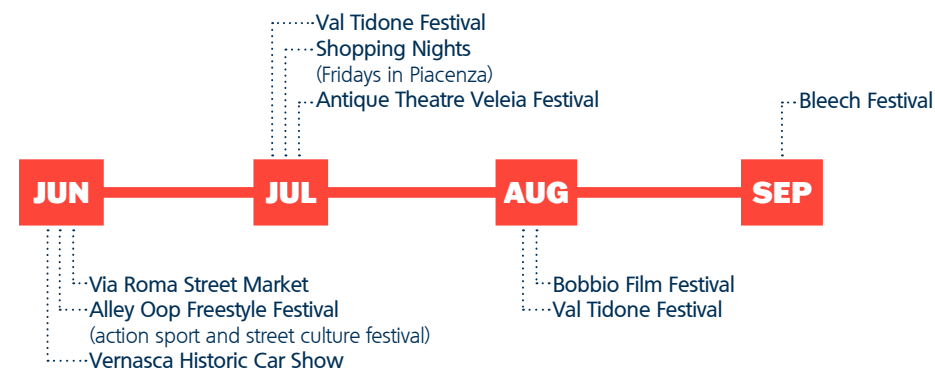 Val Tidone Festival
Shopping Nights
(Fridays in Piacenza)
Antique Theatre Veleia Festival
Bleech Festival
JUN
JUL
AUG
SEP
Via Roma Street Market
Alley Oop Freestyle Festival
(action sport and street culture festival)
Vernasca Historic Car Show
Bobbio Film Festival
Val Tidone Festival